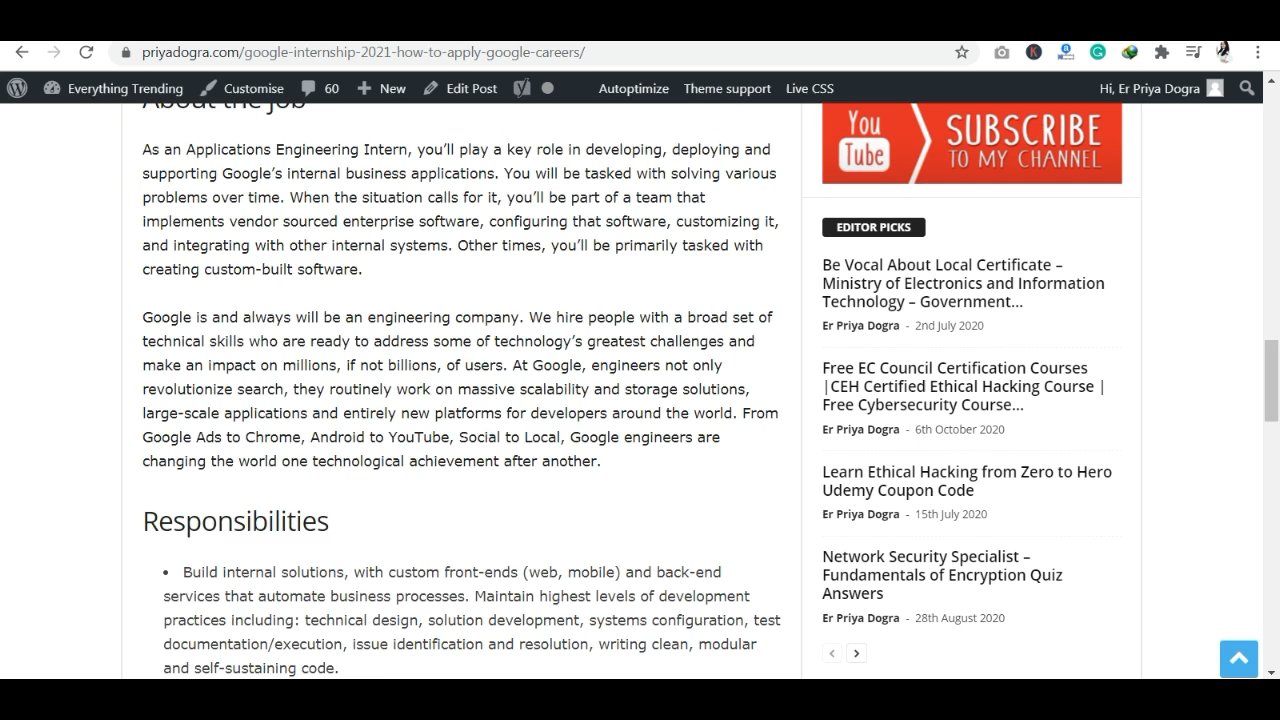 priyadogra.com/google-internship-2021-how-to-apply-google-careers/
Everything Trending Customise 60 New Edit Post Autoptimize Theme support Live CSS Hi, Er Priya Dogra
About the job
As an Applications Engineering Intern, you’ll play a key role in developing, deploying and
supporting Google’s internal business applications. You will be tasked with solving various
problems over time. When the situation calls for it, you’ll be part of a team that
implements vendor sourced enterprise software, configuring that software, customizing it,
and integrating with other internal systems. Other times, you’ll be primarily tasked with
creating custom-built software.
Google is and always will be an engineering company. We hire people with a broad set of
technical skills who are ready to address some of technology’s greatest challenges and
make an impact on millions, if not billions, of users. At Google, engineers not only
revolutionize search, they routinely work on massive scalability and storage solutions,
large-scale applications and entirely new platforms for developers around the world. From
Google Ads to Chrome, Android to YouTube, Social to Local, Google engineers are
changing the world one technological achievement after another.
Responsibilities
• Build internal solutions, with custom front-ends (web, mobile) and back-end
services that automate business processes. Maintain highest levels of development
practices including: technical design, solution development, systems configuration, test
documentation/execution, issue identification and resolution, writing clean, modular
and self-sustaining code.
You
Tube
SUBSCRIBE
TO MY CHANNEL
EDITOR PICKS
Be Vocal About Local Certificate –
Ministry of Electronics and Information
Technology – Government...
Er Priya Dogra - 2nd July 2020
Free EC Council Certification Courses
|CEH Certified Ethical Hacking Course |
Free Cybersecurity Course...
Er Priya Dogra - 6th October 2020
Learn Ethical Hacking from Zero to Hero
Udemy Coupon Code
Er Priya Dogra - 15th July 2020
Network Security Specialist –
Fundamentals of Encryption Quiz
Answers
Er Priya Dogra - 28th August 2020